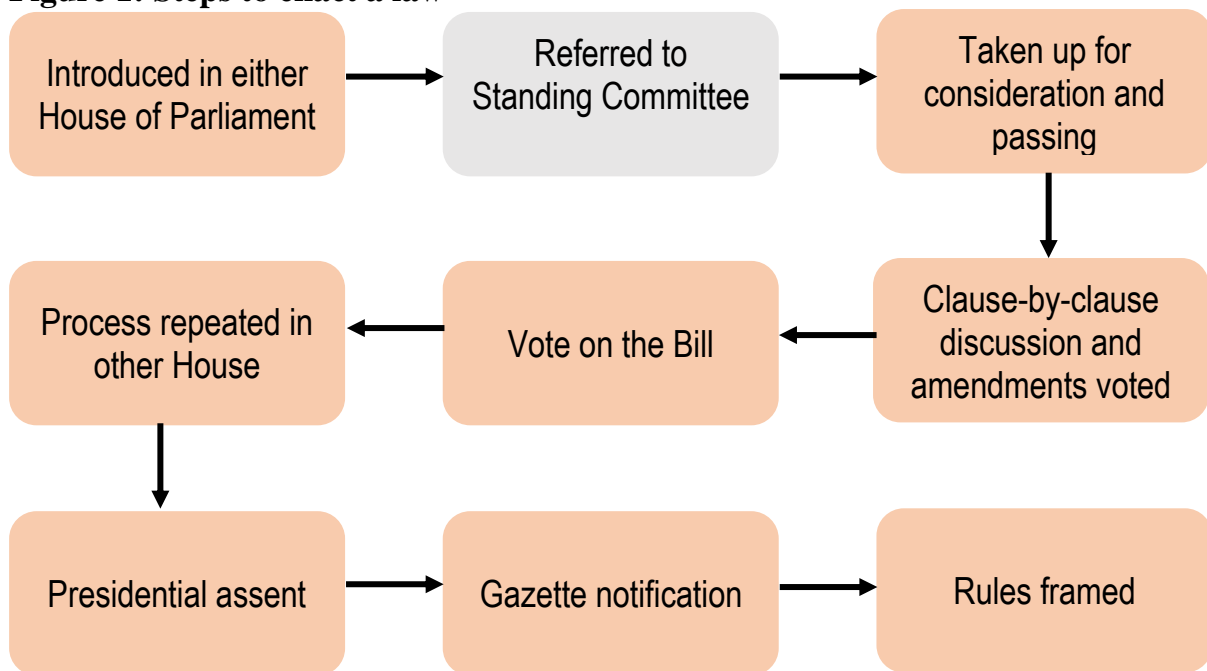 Introduced in either
House of Parliament
Referred to
Standing Committee
Taken up for
consideration and
passing
Clause-by-clause
discussion and
amendments voted
Vote on the Bill
Process repeated in
other House
Presidential assent
Gazette notification
Rules framed